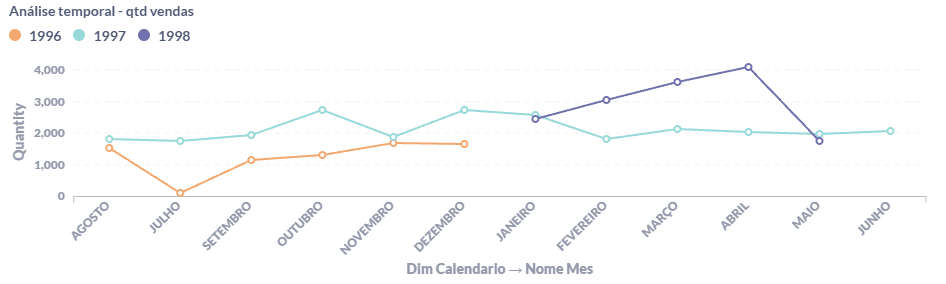 Análise temporal - qtd vendas
1996 1997 1998
4,000
3,000
2,000
1,000
0
Quantity
AGOSTO
JULHO
SETEMBRO
OUTUBRO
NOVEMBRO
DEZEMBRO
JANEIRO
FEVEREIRO
MARÇO
ABRIL
MAIO
JUNHO
Dim Calendario → Nome Mes